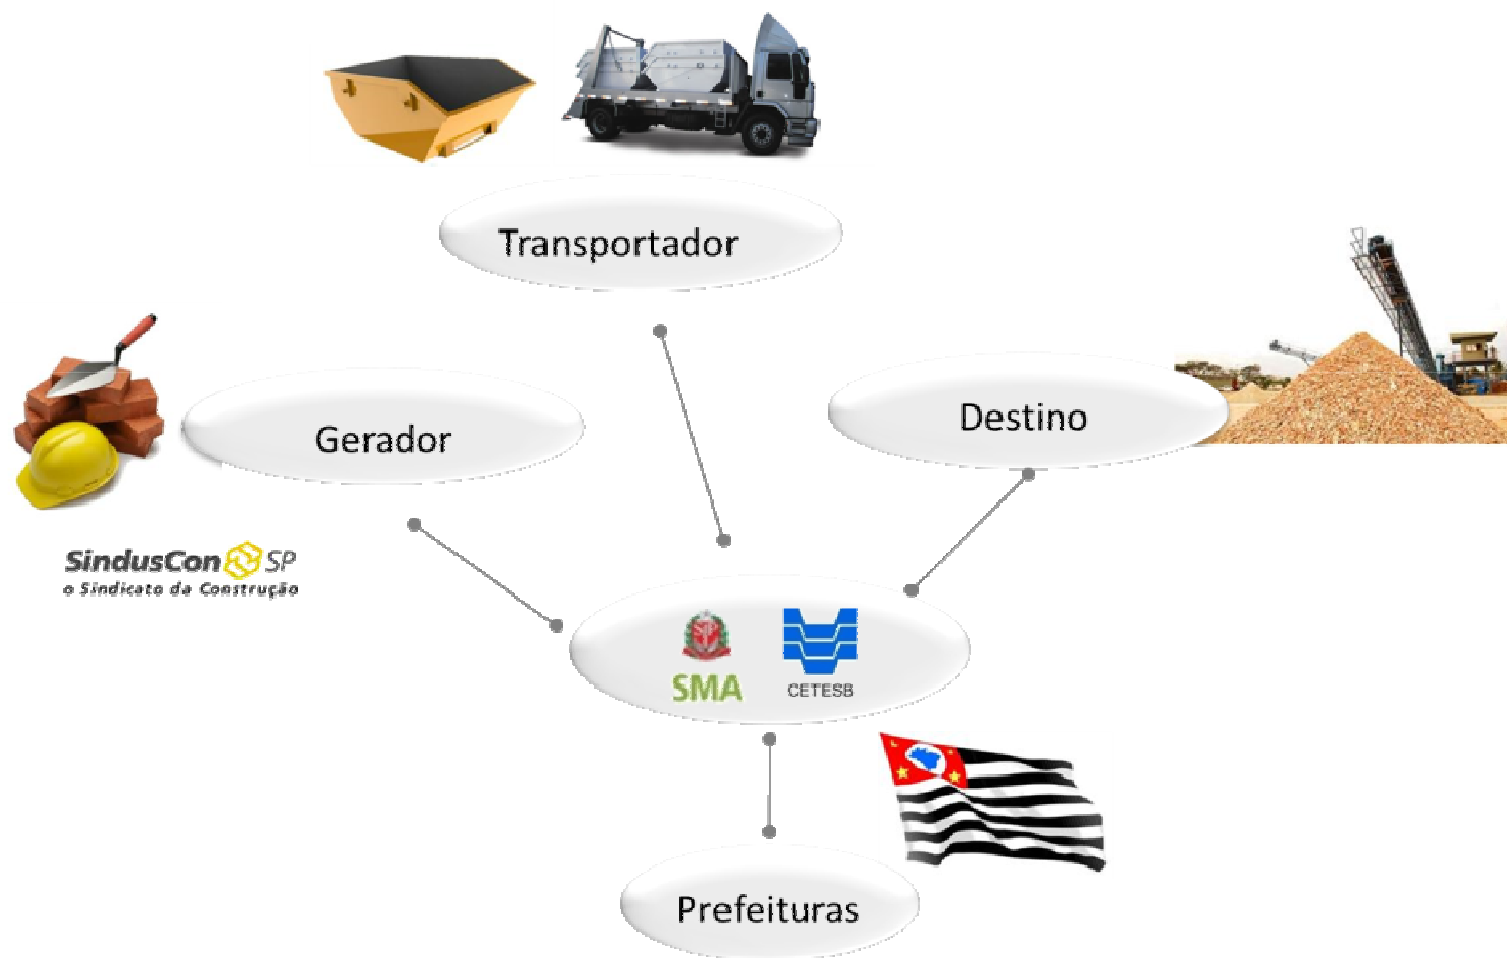 Transportador
Destino
Gerador
SindusCon SP
o Sindicato da Construção
SMA
CETESB
Prefeituras